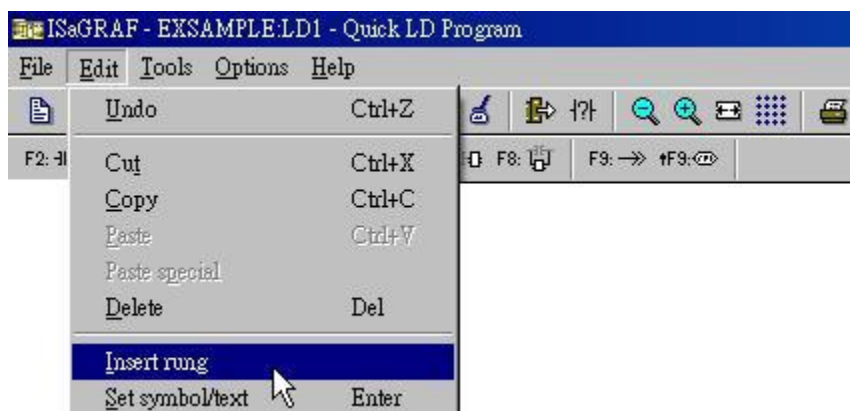 ISaGRAF - EXSAMPLE:LD1 - Quick LD Program
File Edit Tools Options Help
Undo Ctrl+Z
F2: F8: F9: ↑F9:
Cut Ctrl+X
Copy Ctrl+C
Paste Ctrl+V
Paste special
Delete Del
Insert rung
Set symbol/text Enter